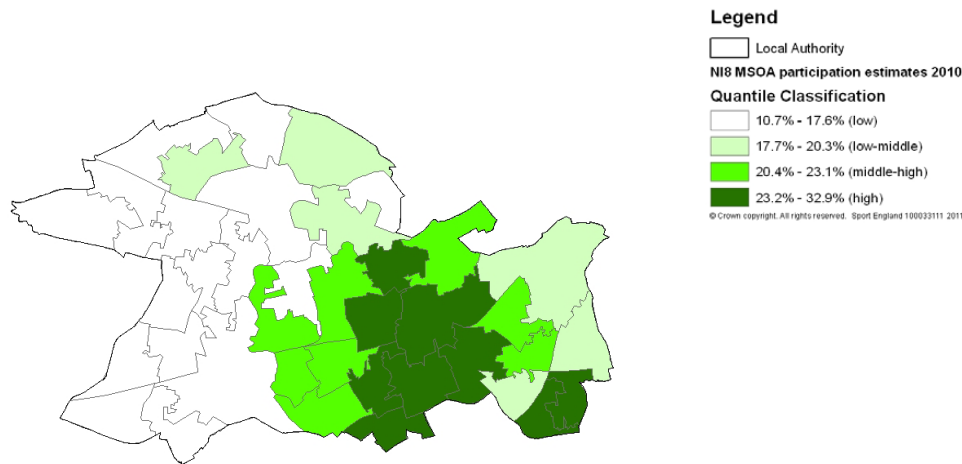 Legend
Local Authority
NI8 MSOA participation estimates 2010
Quantile Classification
10.7% - 17.6% (low)
17.7% - 20.3% (low-middle)
20.4% - 23.1% (middle-high)
23.2% - 32.9% (high)
© Crown copyright. All rights reserved. Sport England 100033111 2011